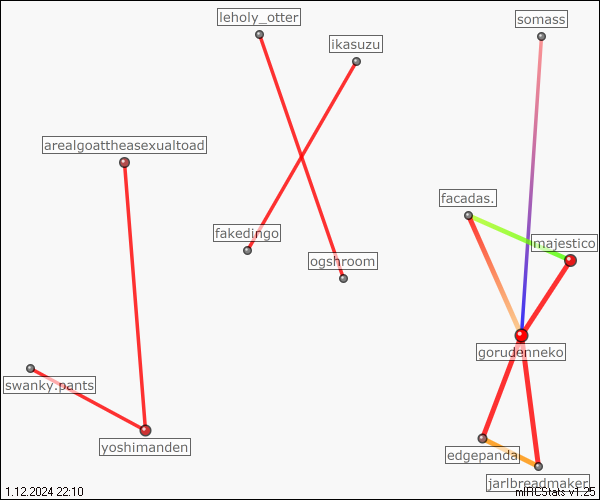 leholy_otter
somass
ikasuzu
arealgoattheasexualtoad
facadas.
fakedingo
majestico
ogshroom
gorudenneko
swanky.pants
yoshimanden
edgepanda
jarlbreadmaker
1.12.2024 22:10
mIRCStats v1.25